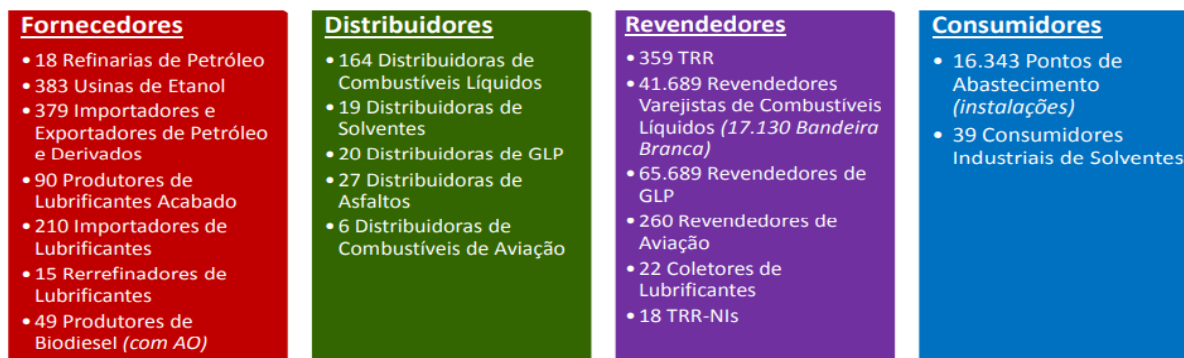 Fornecedores
• 18 Refinarias de Petróleo
• 383 Usinas de Etanol
• 379 Importadores e
Exportadores de Petróleo
e Derivados
• 90 Produtores de
Lubrificantes Acabado
• 210 Importadores de
Lubrificantes
• 15 Rerrefinadores de
Lubrificantes
• 49 Produtores de
Biodiesel (com AO)
Distribuidores
• 164 Distribuidoras de
Combustíveis Líquidos
• 19 Distribuidoras de
Solventes
• 20 Distribuidoras de GLP
• 27 Distribuidoras de
Asfaltos
• 6 Distribuidoras de
Combustíveis de Aviação
Revendedores
• 359 TRR
• 41.689 Revendedores
Varejistas de Combustíveis
Líquidos (17.130 Bandeira
Branca)
• 65.689 Revendedores de
GLP
• 260 Revendedores de
Aviação
• 22 Coletores de
Lubrificantes
• 18 TRR-NIs
Consumidores
• 16.343 Pontos de
Abastecimento
(instalações)
• 39 Consumidores
Industriais de Solventes